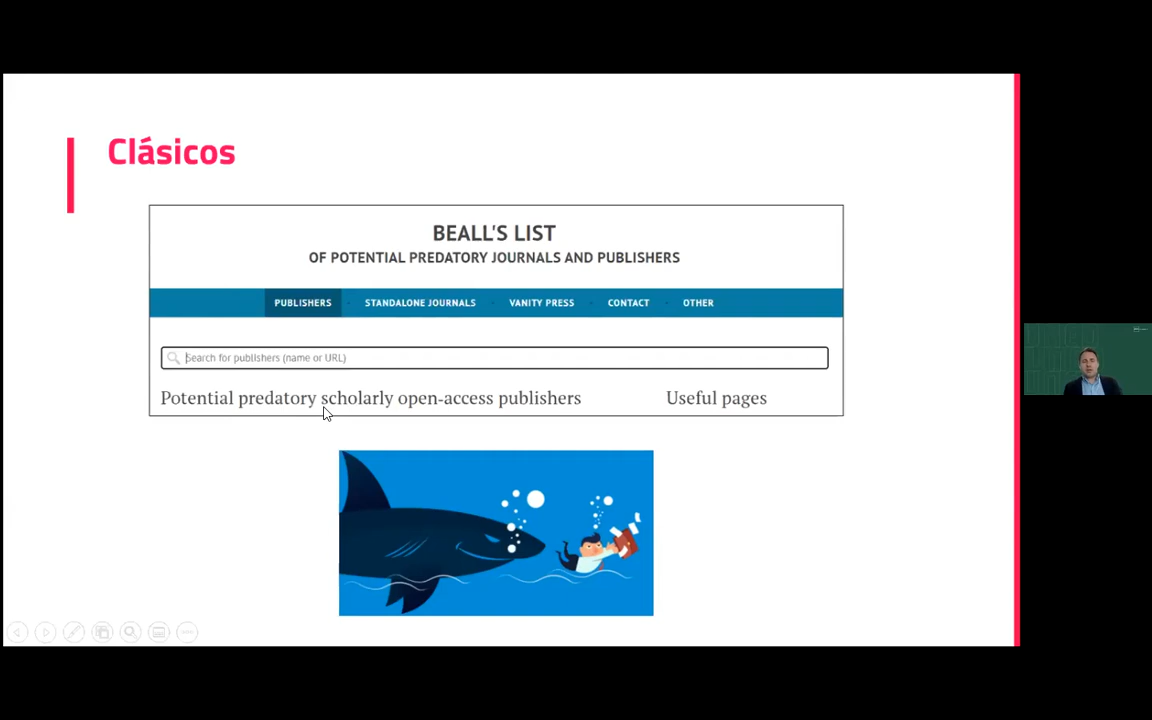 Clásicos
BEALL'S LIST
OF POTENTIAL PREDATORY JOURNALS AND PUBLISHERS
PUBLISHERS STANDALONE JOURNALS VANITY PRESS CONTACT OTHER
Search for publishers (name or URL)
Potential predatory scholarly open-access publishers Useful pages